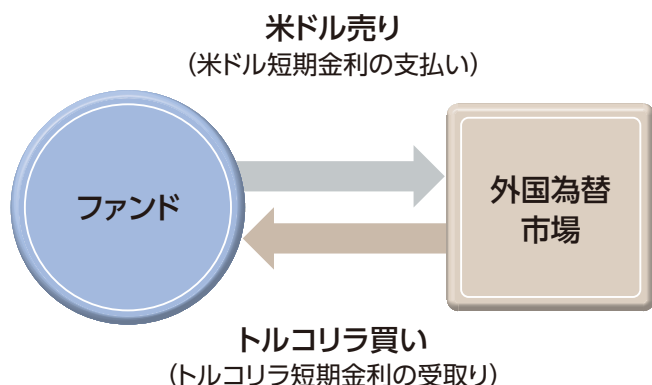 米ドル売り
（米ドル短期金利の支払い）
ファンド
外国為替
市場
トルコリラ買い
（トルコリラ短期金利の受取り）